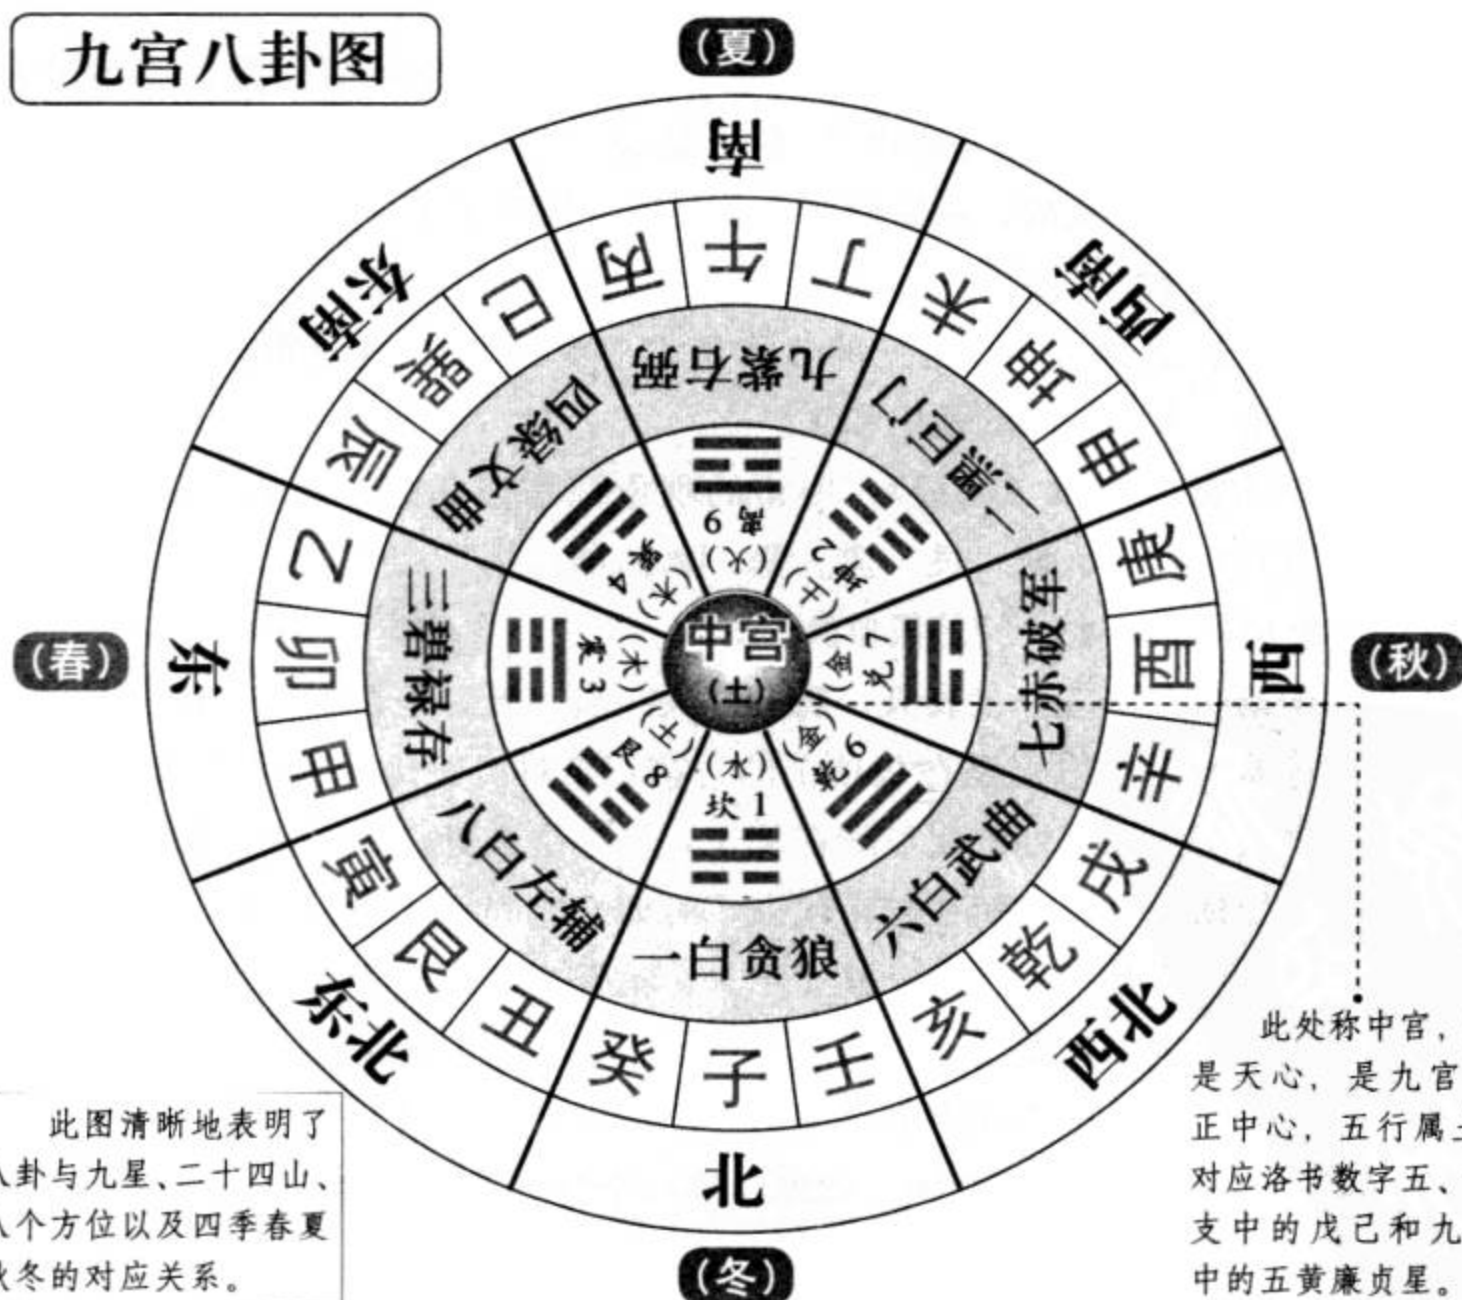 九宫八卦图
(夏)
南
东南
西南
巳
丙
午
丁
未
巽
坤
辰
申
九紫右弼
四绿文曲
二黑巨门
离 9
(火)
巽 4
(木)
坤 2
(土)
乙
庚
(春)
东
卯
三碧禄存
震 3
(木)
中宫
(土)
(金)
兑 7
七赤破军
酉
西
(秋)
甲
辛
(土)
艮 8
(水)
坎 1
(金)
乾 6
八白左辅
一白贪狼
六白武曲
寅
戌
艮
乾
丑
癸
子
壬
亥
东北
西北
北
(冬)
此图清晰地表明了
八卦与九星、二十四山、
八个方位以及四季春夏
秋冬的对应关系。
此处称中宫，
是天心，是九宫
正中心，五行属土
对应洛书数字五、
支中的戊己和九
中的五黄廉贞星。